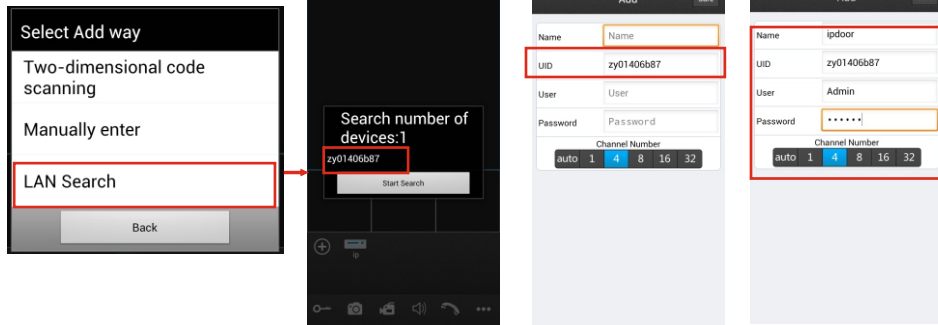 Select Add way
Two-dimensional code
scanning
Manually enter
LAN Search
Back
Search number of
devices:1
zy01406b87
Start Search
ip
Add
Name
Name
UID
zy01406b87
User
User
Password
Password
Channel Number
auto 1 4 8 16 32
Name
ipdoor
UID
zy01406b87
User
Admin
Password
••••••
Channel Number
auto 1 4 8 16 32